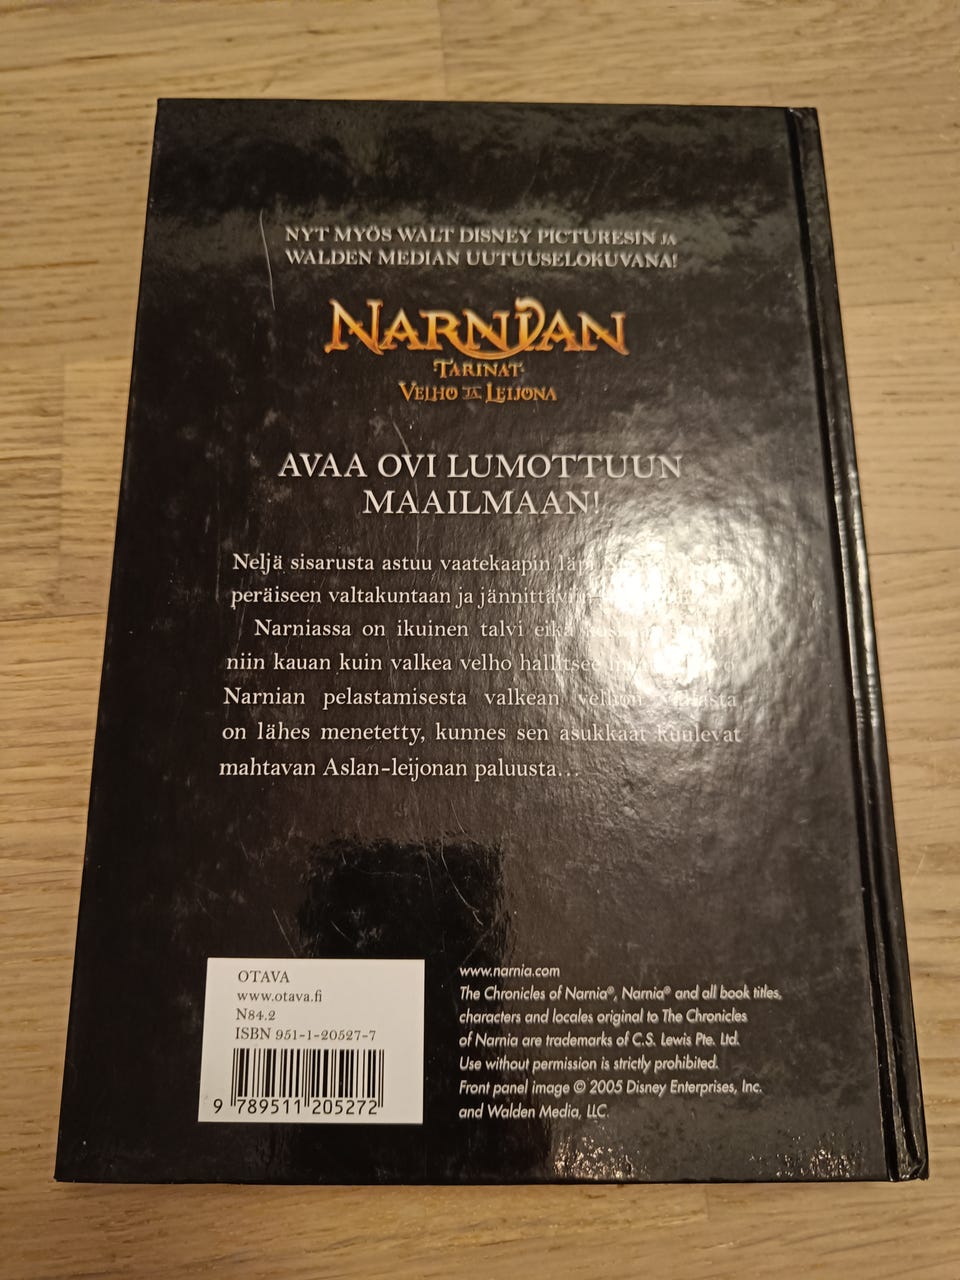 NYT MYÖS WALT DISNEY PICTURESIN JA
WALDEN MEDIAN UUTUUSELOKUVANA!
NARNIAN
TARINAT
VELHO JA LEIJONA
AVAA OVI LUMOTTUUN
MAAILMAAN!
Neljä sisarusta astuu vaatekaapin läpi
peräiseen valtakuntaan ja
Narniassa on ikuinen talvi eikä
niin kauan kuin valkea velho hallitsee
Narnian pelastamisesta valkean velhon vallasta
on lähes menetetty, kunnes sen asukkaat kuulevat
mahtavan Aslan-leijonan paluusta...
OTAVA
www.otava.fi
N84.2
ISBN 951-1-20527-7
9 789511 205272
www.narnia.com
The Chronicles of Narnia®, Narnia® and all book titles,
characters and locales original to The Chronicles
of Narnia are trademarks of C.S. Lewis Pte. Ltd.
Use without permission is strictly prohibited.
Front panel image © 2005 Disney Enterprises, Inc.
and Walden Media, LLC.